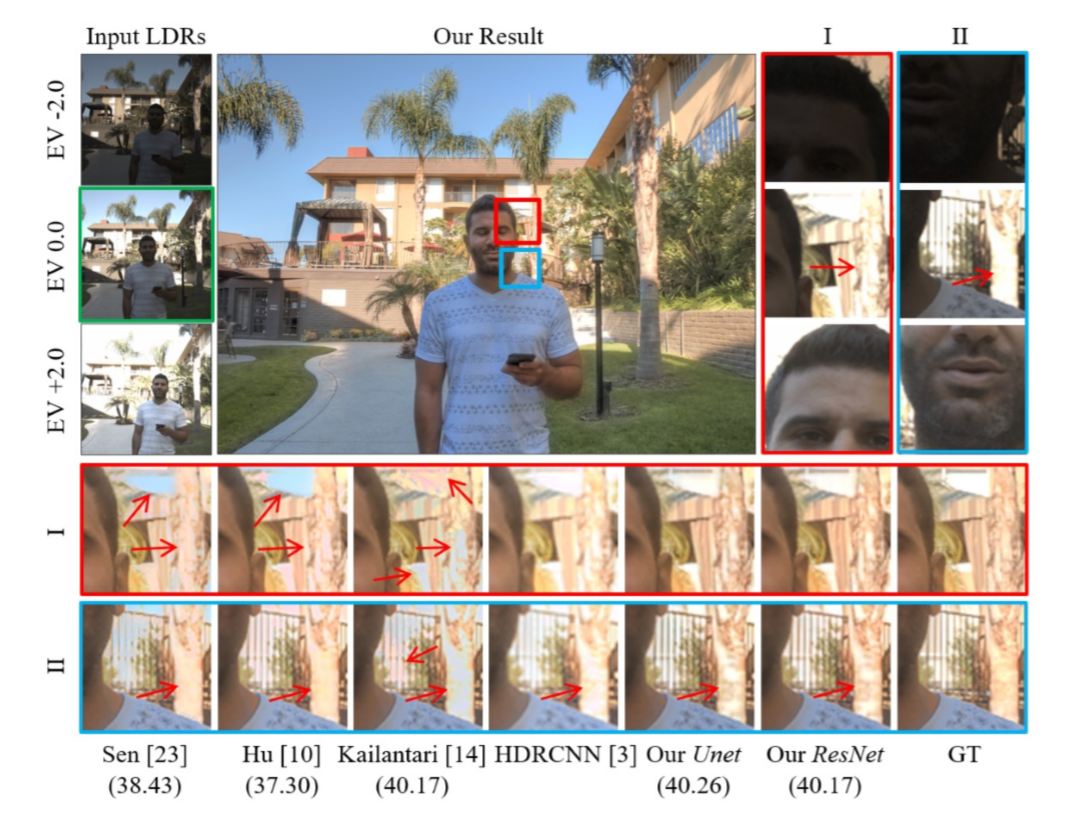 Input LDRs
Our Result
I
II
EV -2.0
EV 0.0
EV +2.0
I
II
Sen [23]
(38.43)
Hu [10]
(37.30)
Kailantari [14]
(40.17)
HDRCNN [3]
Our Unet
(40.26)
Our ResNet
(40.17)
GT